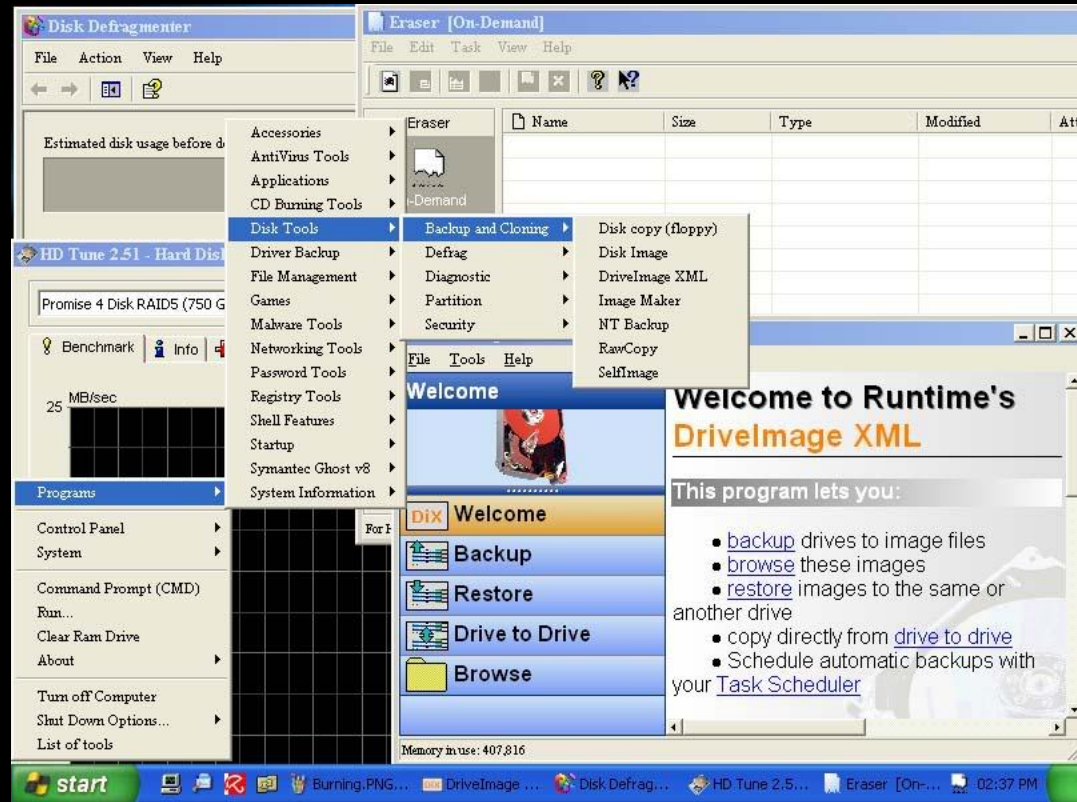 Disk Defragmenter
File Action View Help
Estimated disk usage before d
Eraser [On-Demand]
File Edit Task View Help
Eraser
-Demand
Name Size Type Modified Att
HD Tune 2.51 - Hard Dis
Promise 4 Disk RAID5 (750 G
Benchmark Info
MB/sec
25
Programs
Control Panel
System
Command Prompt (CMD)
Run...
Clear Ram Drive
About
Turn off Computer
Shut Down Options...
List of tools
Accessories
AntiVirus Tools
Applications
CD Burning Tools
Disk Tools
Driver Backup
File Management
Games
Malware Tools
Networking Tools
Password Tools
Registry Tools
Shell Features
Startup
Symantec Ghost v8
System Information
Backup and Cloning
Defrag
Diagnostic
Partition
Security
Disk copy (floppy)
Disk Image
DriveImage XML
Image Maker
NT Backup
RawCopy
SelfImage
For H
File Tools Help
Welcome
DiX Welcome
Backup
Restore
Drive to Drive
Browse
Welcome to Runtime's
DriveImage XML
This program lets you:
• backup drives to image files
• browse these images
• restore images to the same or
another drive
• copy directly from drive to drive
• Schedule automatic backups with
your Task Scheduler
Memory in use: 407,816
start Burning.PNG... DiX DriveImage ... Disk Defrag... HD Tune 2.5... Eraser [On-... 02:37 PM